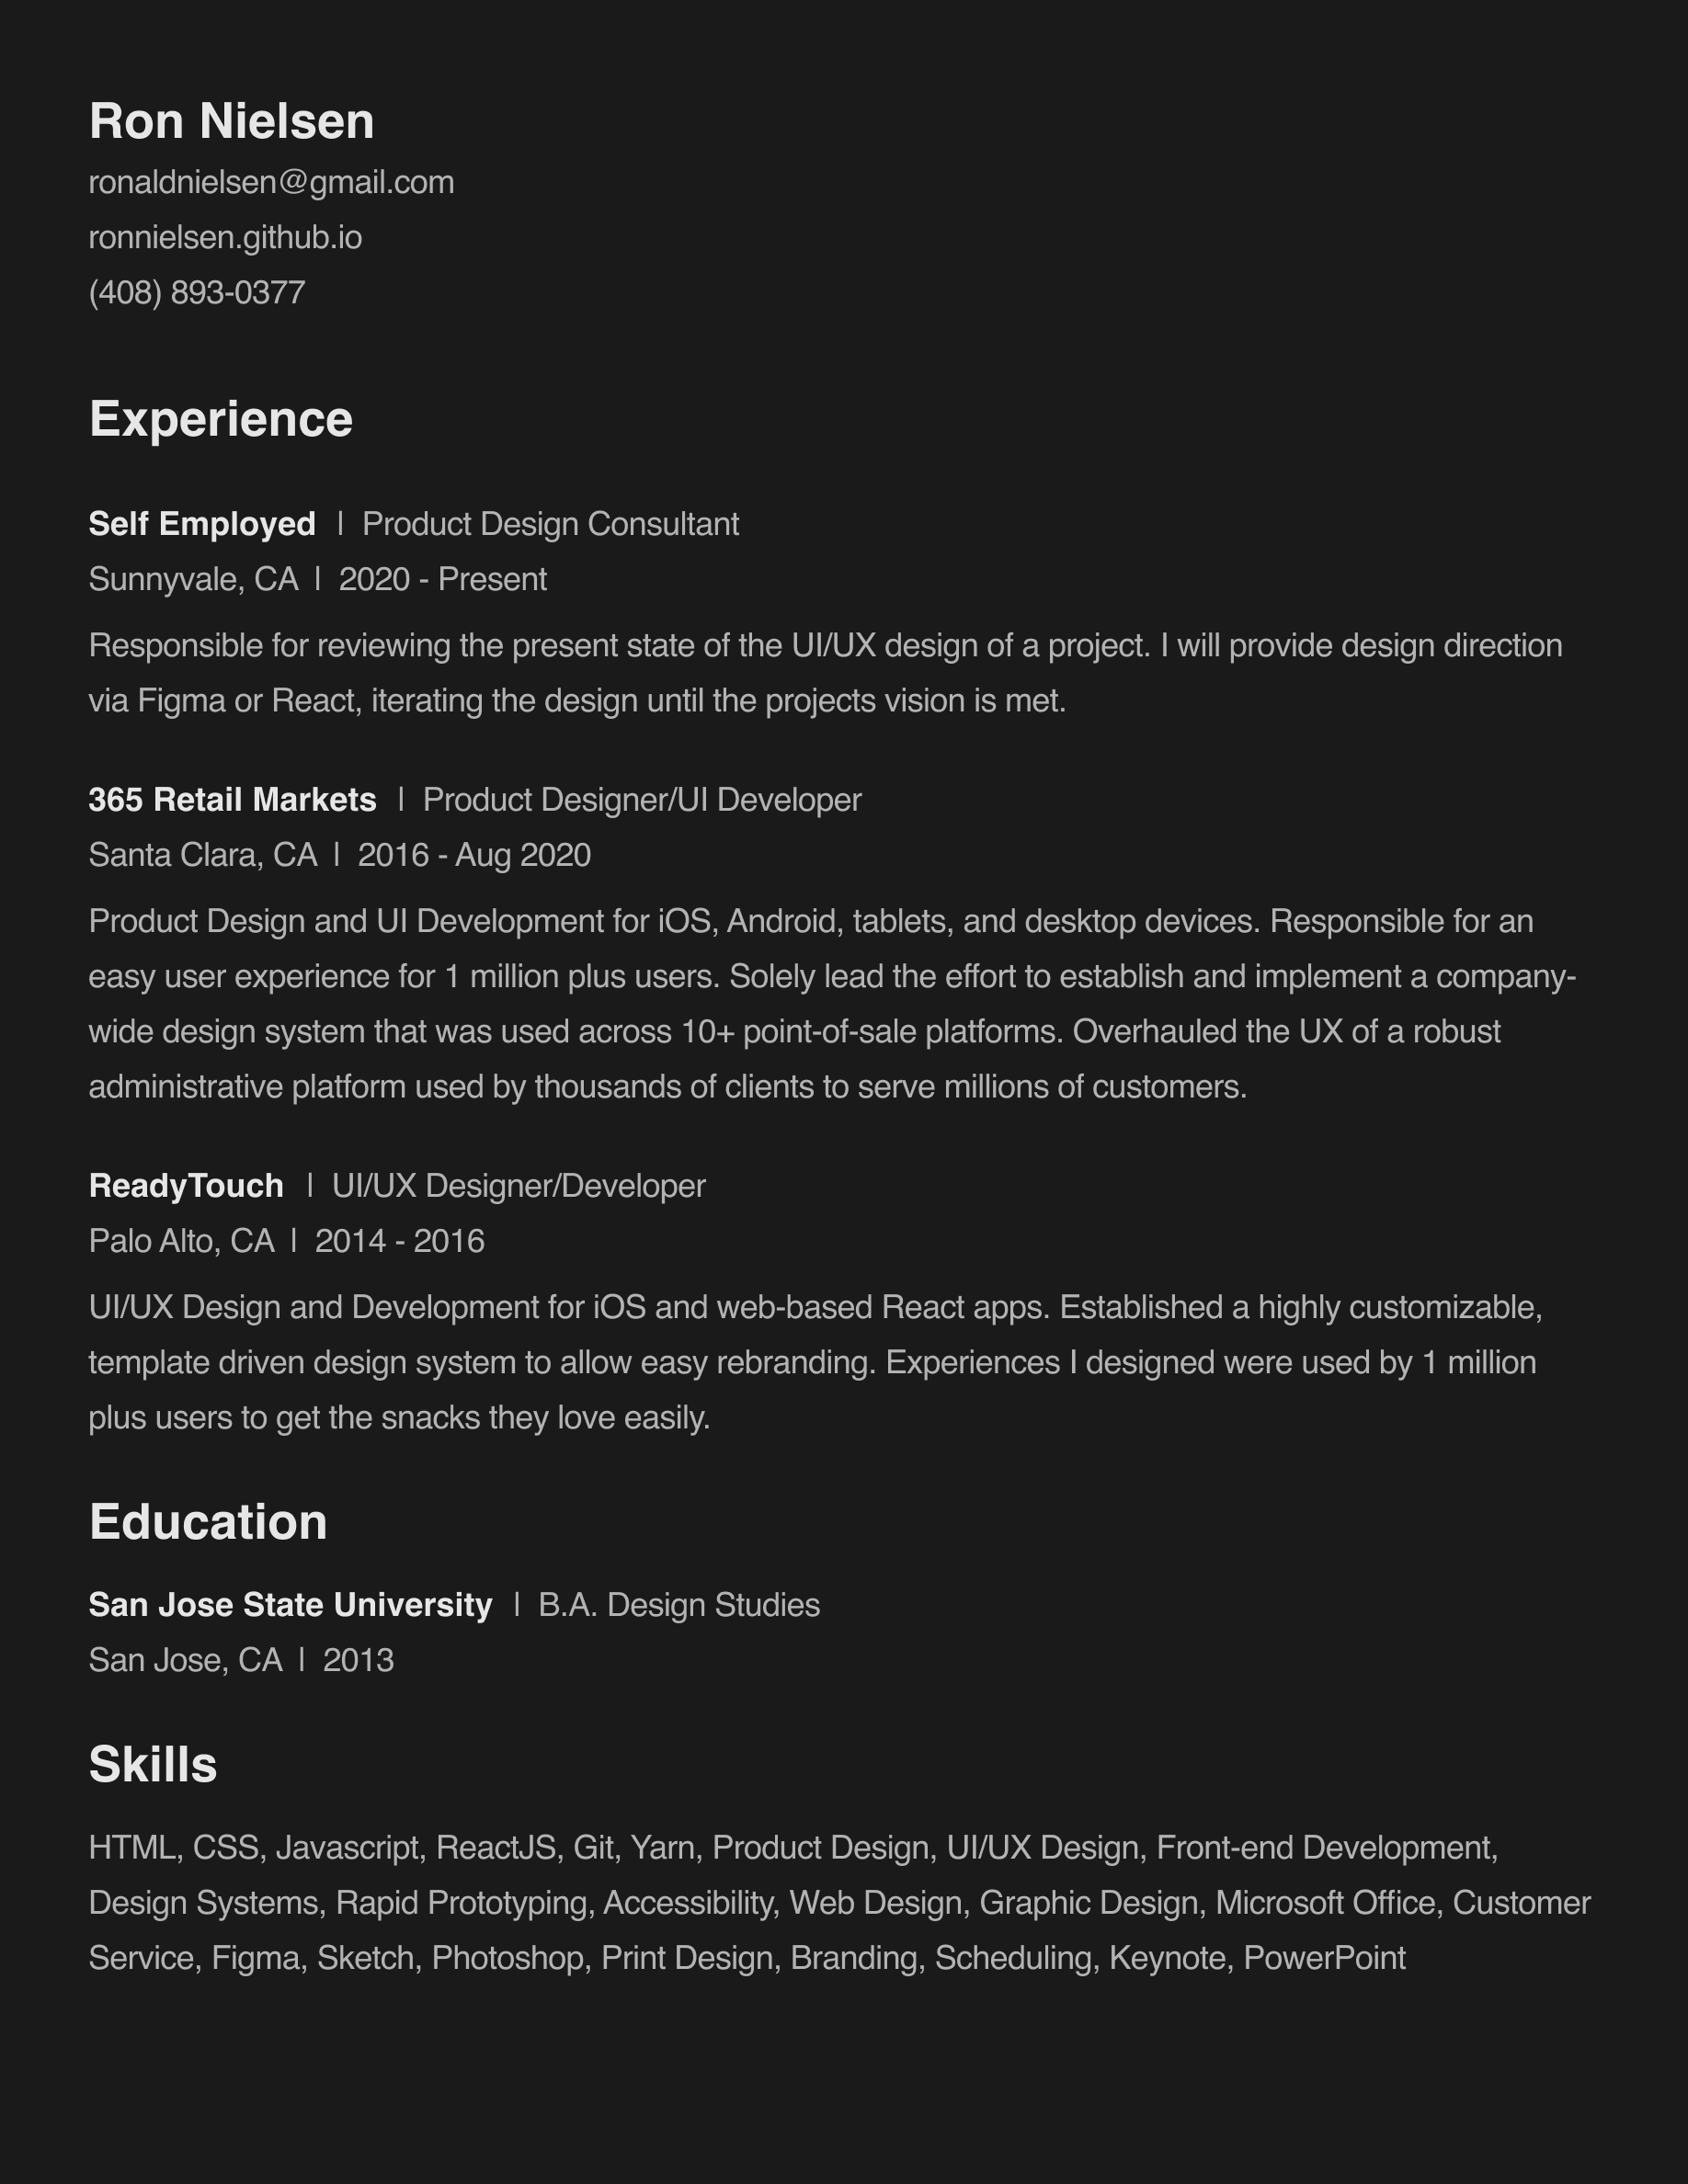 Ron Nielsen
ronaldnielsen@gmail.com
ronnielsen.github.io
(408) 893-0377
Experience
Self Employed | Product Design Consultant
Sunnyvale, CA | 2020 - Present
Responsible for reviewing the present state of the UI/UX design of a project. I will provide design direction
via Figma or React, iterating the design until the projects vision is met.
365 Retail Markets | Product Designer/UI Developer
Santa Clara, CA | 2016 - Aug 2020
Product Design and UI Development for iOS, Android, tablets, and desktop devices. Responsible for an
easy user experience for 1 million plus users. Solely lead the effort to establish and implement a company-
wide design system that was used across 10+ point-of-sale platforms. Overhauled the UX of a robust
administrative platform used by thousands of clients to serve millions of customers.
ReadyTouch | UI/UX Designer/Developer
Palo Alto, CA | 2014 - 2016
UI/UX Design and Development for iOS and web-based React apps. Established a highly customizable,
template driven design system to allow easy rebranding. Experiences I designed were used by 1 million
plus users to get the snacks they love easily.
Education
San Jose State University | B.A. Design Studies
San Jose, CA | 2013
Skills
HTML, CSS, Javascript, ReactJS, Git, Yarn, Product Design, UI/UX Design, Front-end Development,
Design Systems, Rapid Prototyping, Accessibility, Web Design, Graphic Design, Microsoft Office, Customer
Service, Figma, Sketch, Photoshop, Print Design, Branding, Scheduling, Keynote, PowerPoint